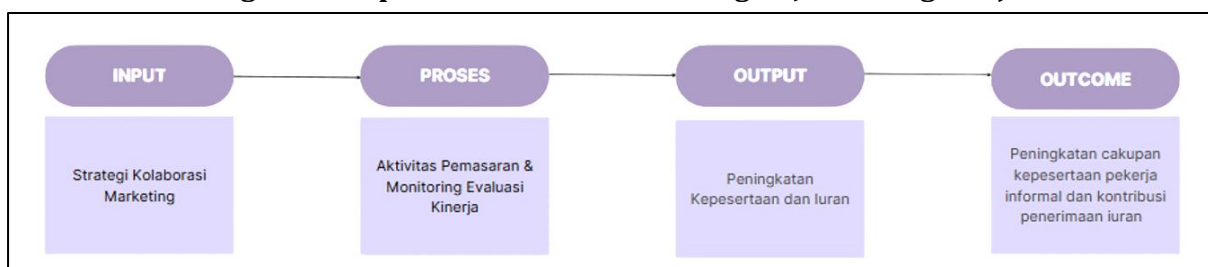 INPUT
PROSES
OUTPUT
OUTCOME
Strategi Kolaborasi
Marketing
Aktivitas Pemasaran &
Monitoring Evaluasi
Kinerja
Peningkatan
Kepesertaan dan Iuran
Peningkatan cakupan
kepesertaan pekerja
informal dan kontribusi
penerimaan iuran